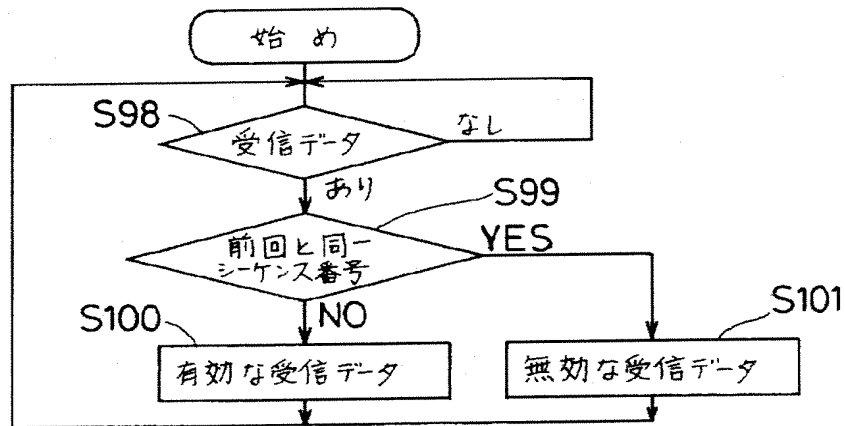 始め
S98
受信データ
なし
あり
S99
前回と同一
シーケンス番号
YES
NO
S100
有効な受信データ
S101
無効な受信データ